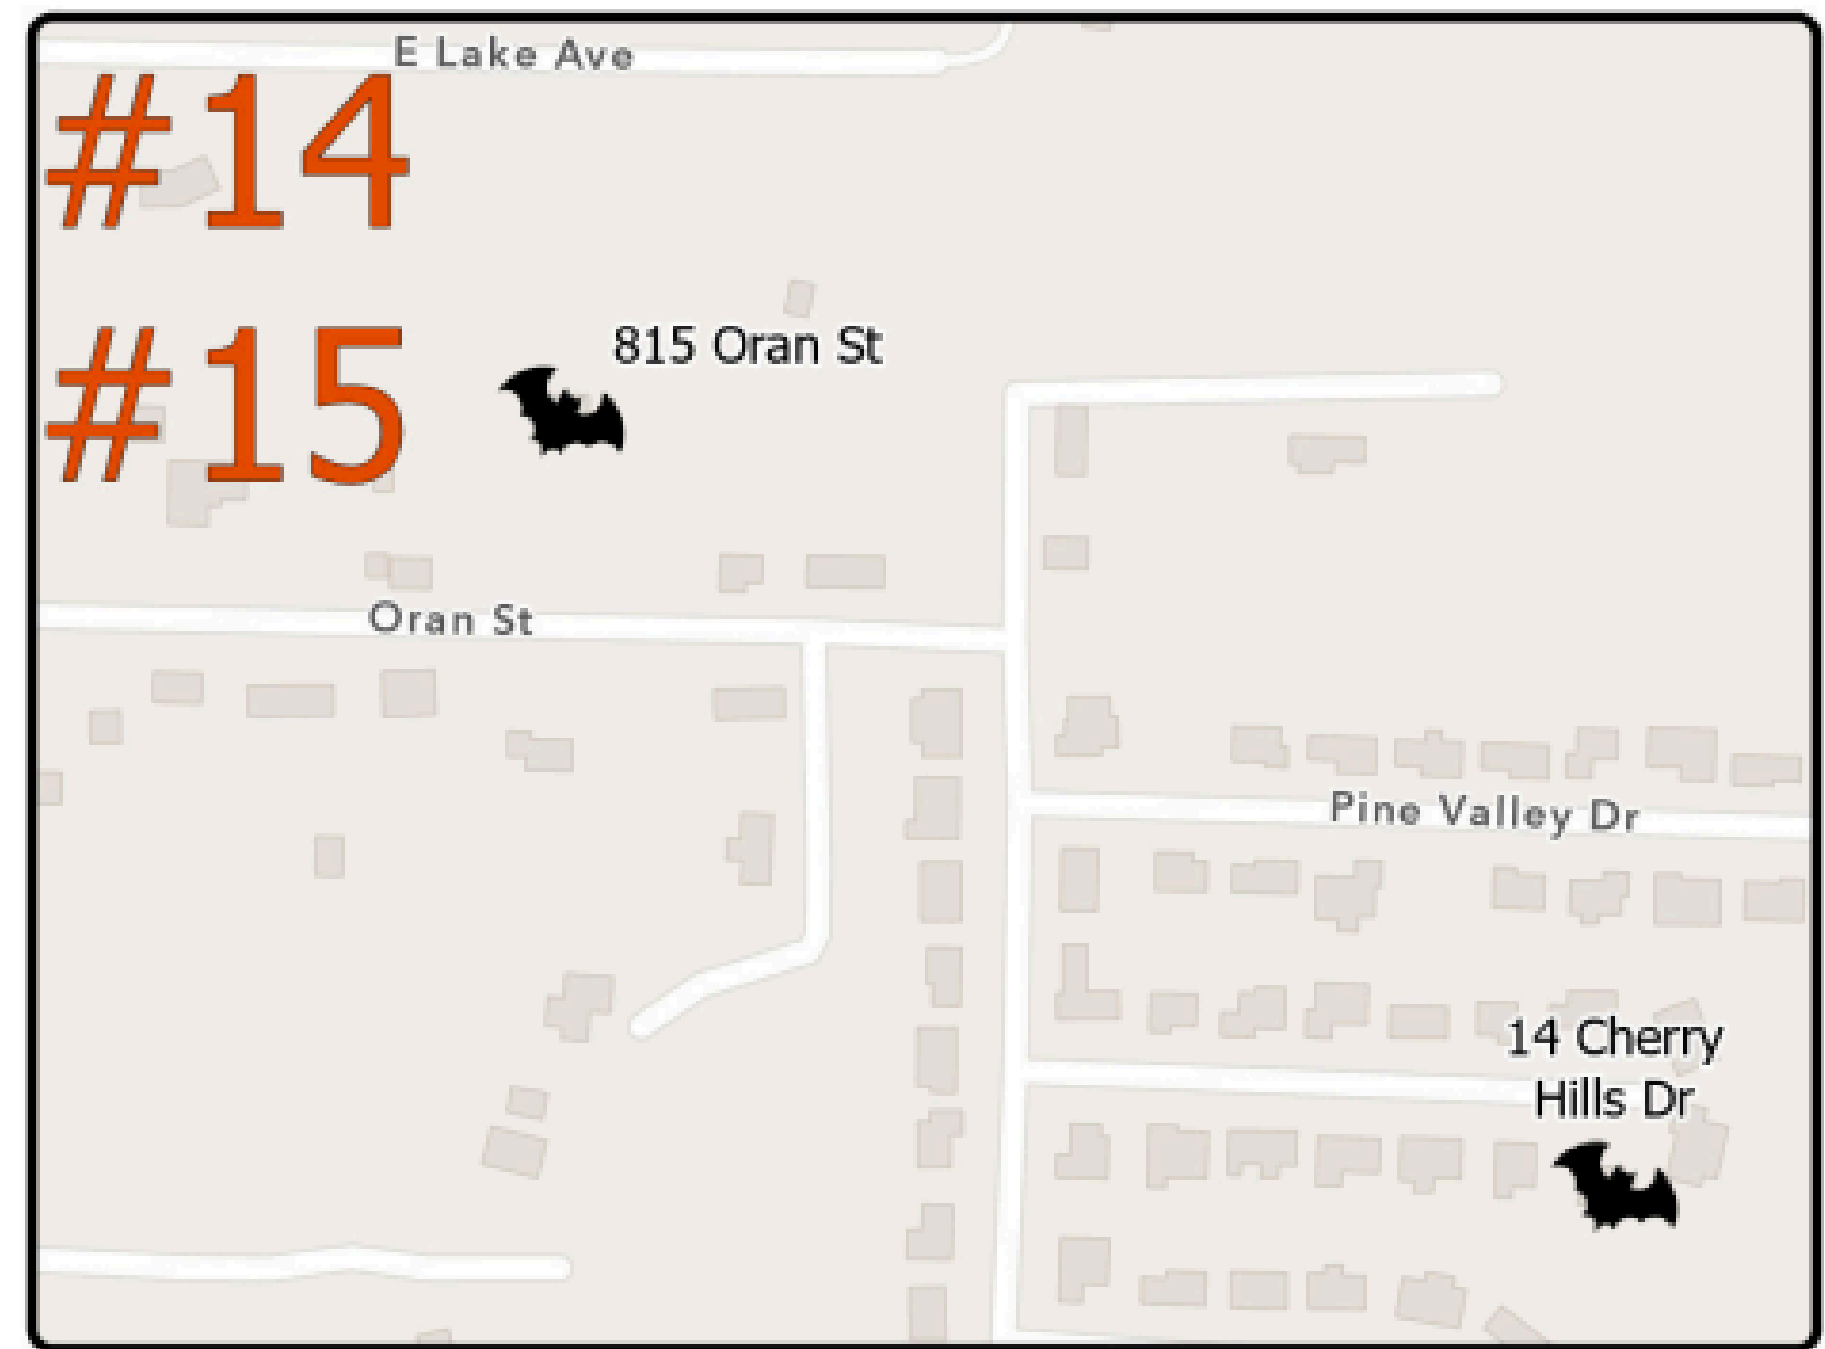 E Lake Ave
#14
#15
815 Oran St
Oran St
Pine Valley Dr
14 Cherry
Hills Dr